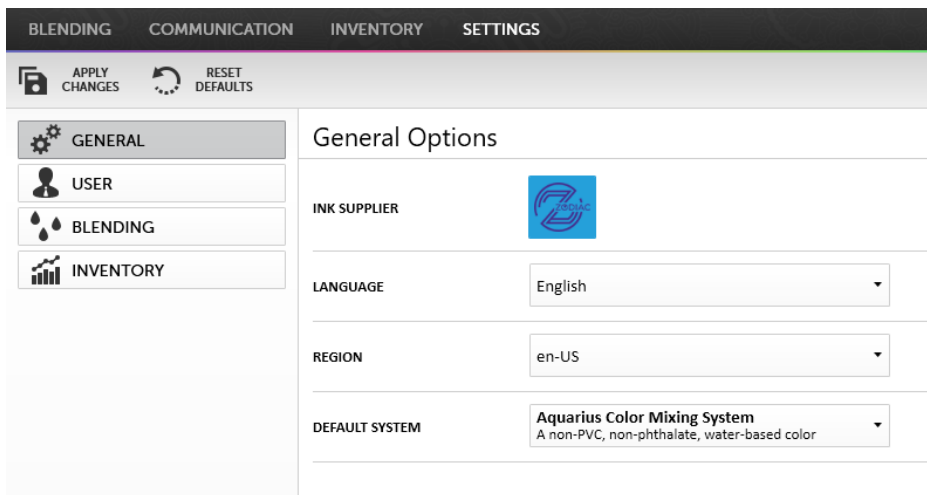 BLENDING COMMUNICATION INVENTORY SETTINGS
APPLY CHANGES
RESET DEFAULTS
GENERAL
USER
BLENDING
INVENTORY
General Options
INK SUPPLIER
ZODIAC
LANGUAGE
English
REGION
en-US
DEFAULT SYSTEM
Aquarius Color Mixing System
A non-PVC, non-phthalate, water-based color